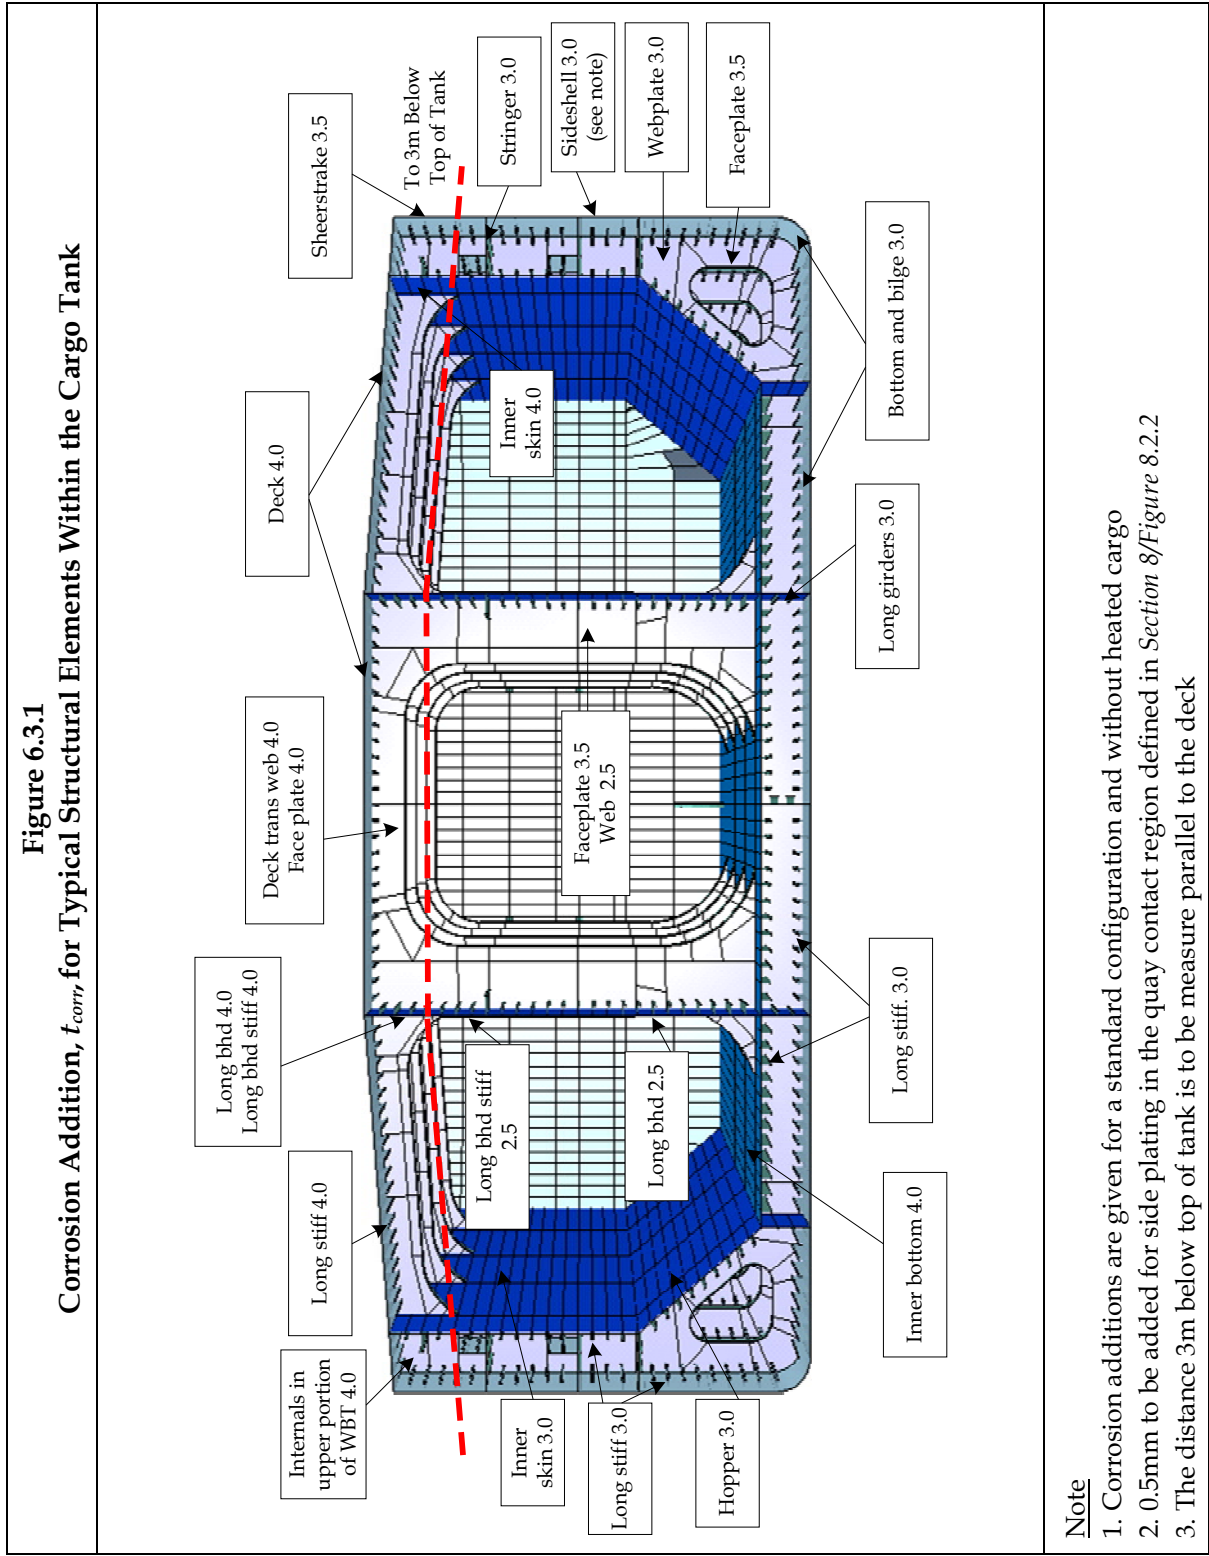 Figure 6.3.1
Corrosion Addition, tcorr, for Typical Structural Elements Within the Cargo Tank
Internals in
upper portion
of WBT 4.0
Long stiff 4.0
Long bhd 4.0
Long bhd stiff 4.0
Deck trans web 4.0
Face plate 4.0
Deck 4.0
Sheerstrake 3.5
To 3m Below
Top of Tank
Stringer 3.0
Sideshell 3.0
(see note)
Webplate 3.0
Faceplate 3.5
Inner
skin 4.0
Long bhd stiff
2.5
Faceplate 3.5
Web 2.5
Long bhd 2.5
Inner
skin 3.0
Long stiff 3.0
Hopper 3.0
Inner bottom 4.0
Long stiff. 3.0
Long girders 3.0
Bottom and bilge 3.0
Note
1. Corrosion additions are given for a standard configuration and without heated cargo
2. 0.5mm to be added for side plating in the quay contact region defined in Section 8/Figure 8.2.2
3. The distance 3m below top of tank is to be measure parallel to the deck